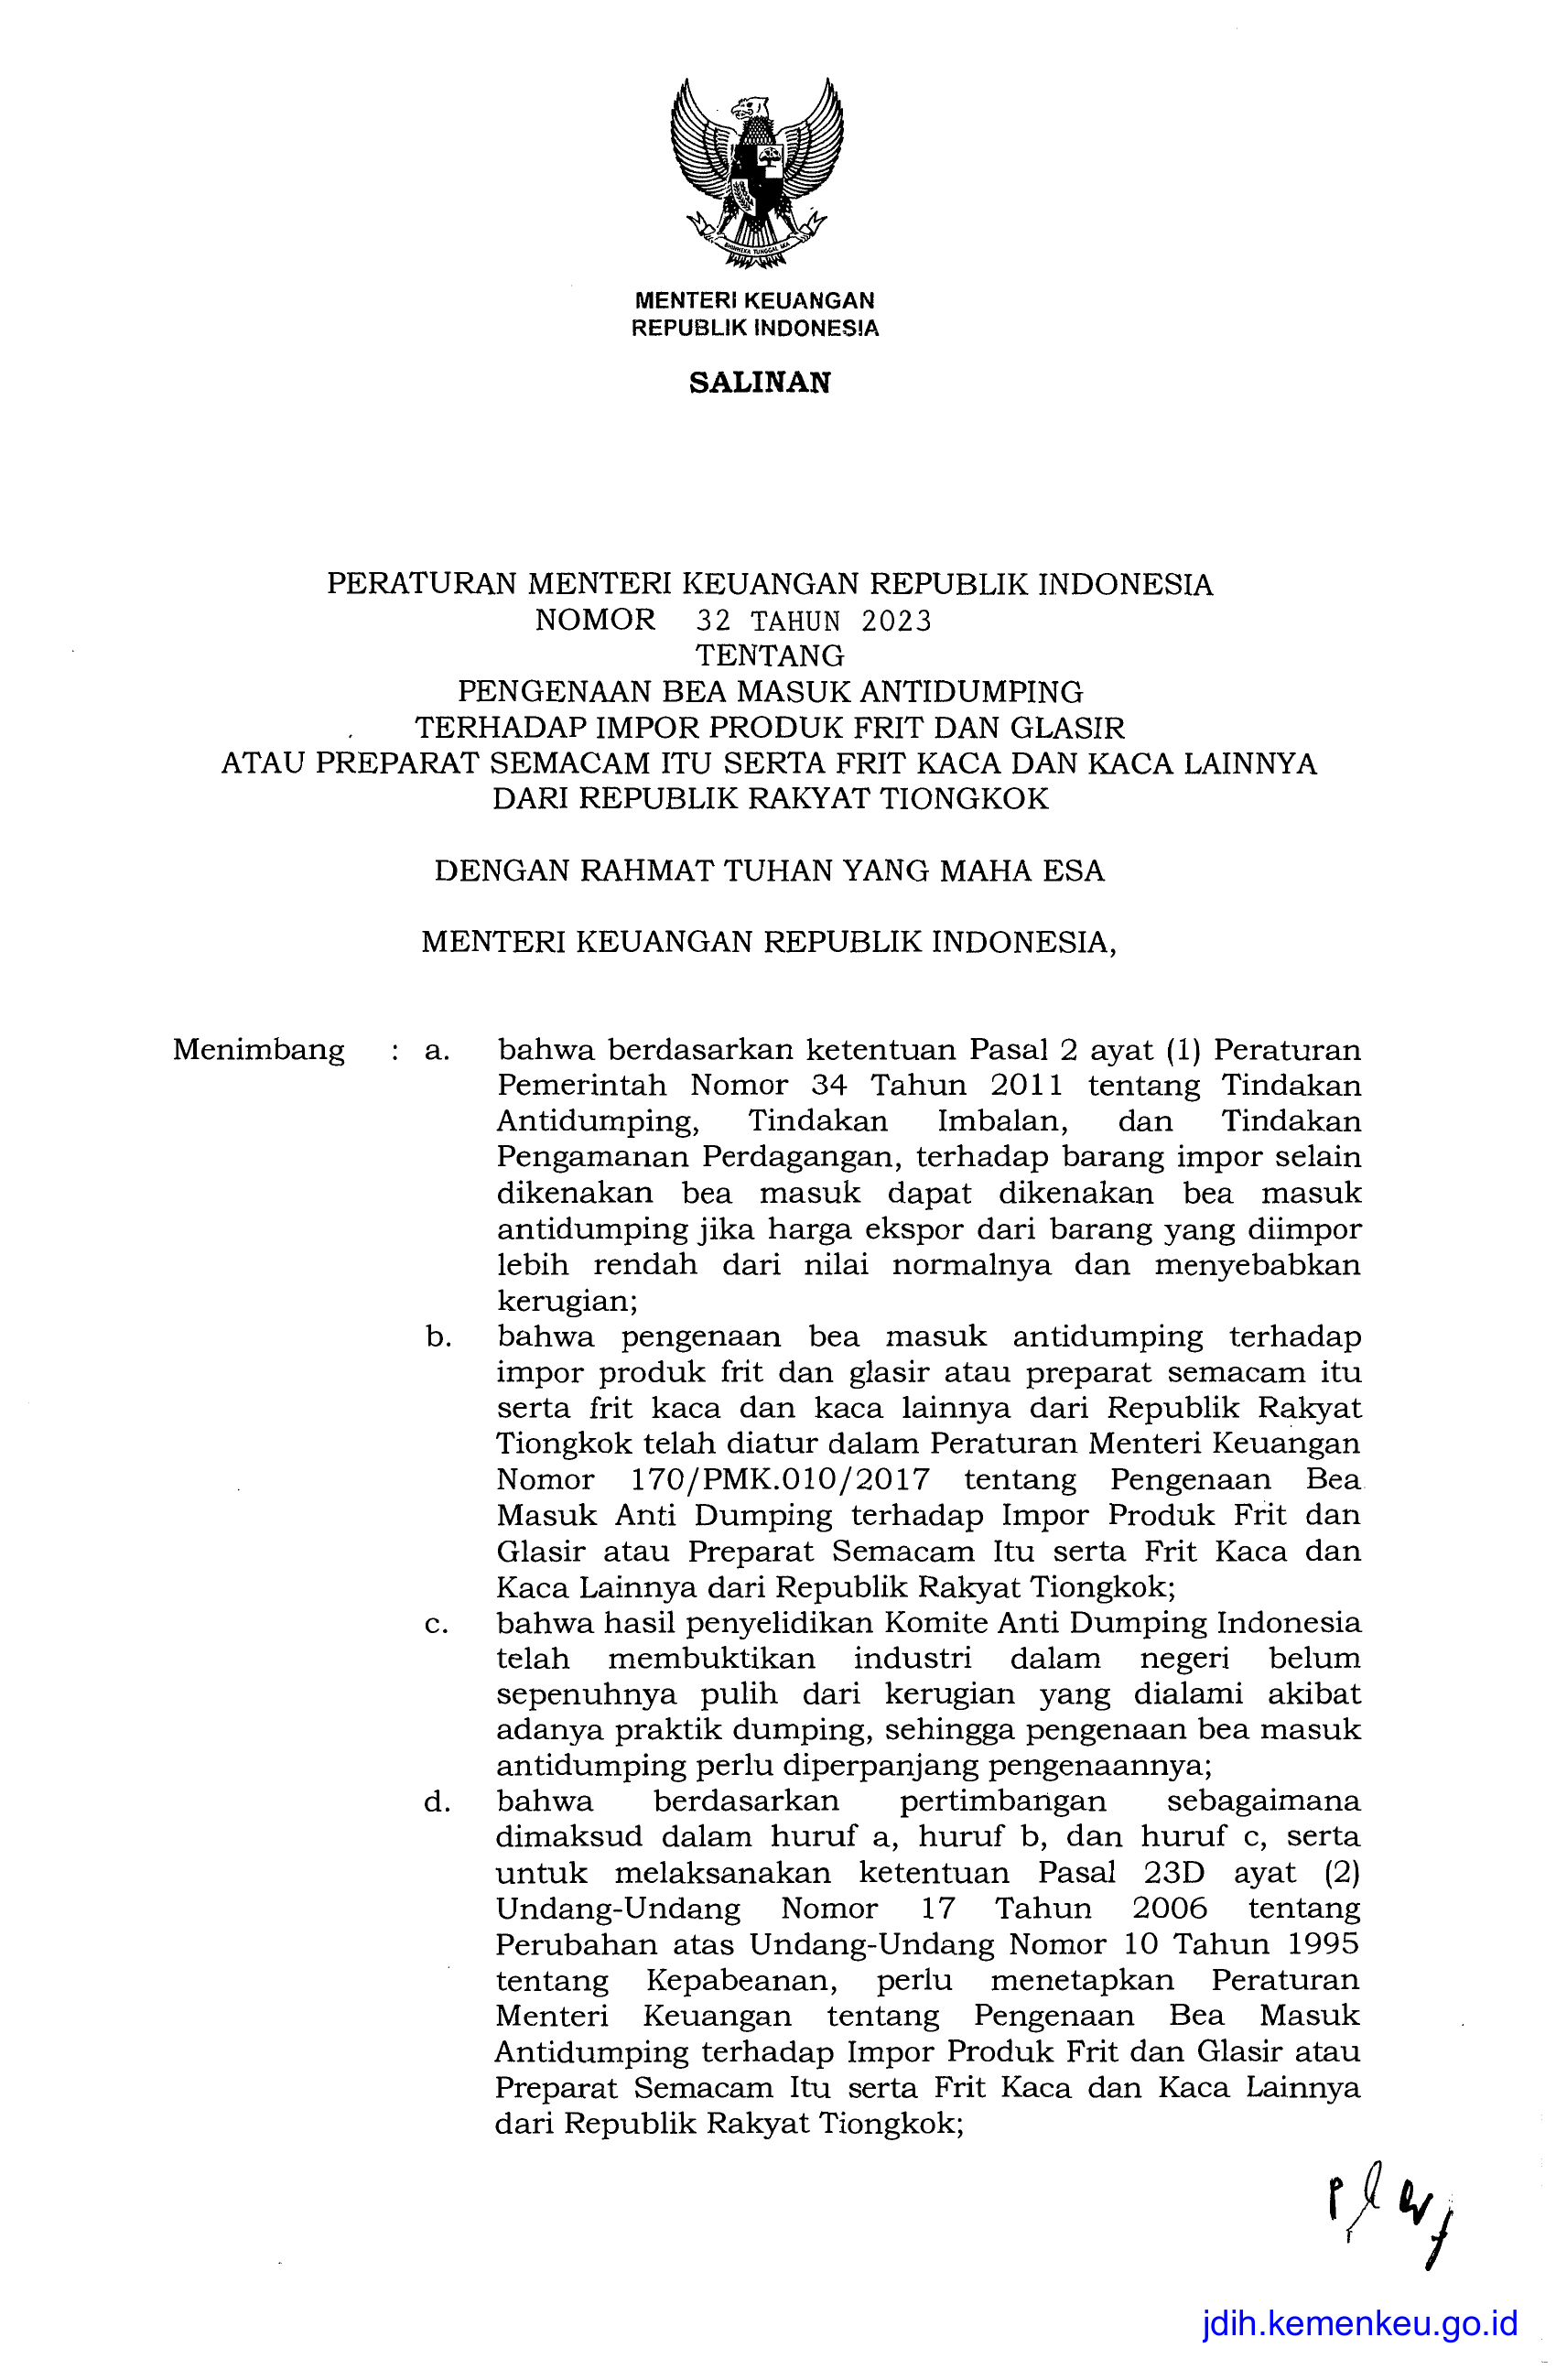 BHINNEKA TUNGGAL IKA
MENTERI KEUANGAN
REPUBLIK INDONESIA
SALINAN
PERATURAN MENTERI KEUANGAN REPUBLIK INDONESIA
NOMOR 32 TAHUN 2023
TENTANG
PENGENAAN BEA MASUK ANTIDUMPING
TERHADAP IMPOR PRODUK FRIT DAN GLASIR
ATAU PREPARAT SEMACAM ITU SERTA FRIT KACA DAN KACA LAINNYA
DARI REPUBLIK RAKYAT TIONGKOK
DENGAN RAHMAT TUHAN YANG MAHA ESA
MENTERI KEUANGAN REPUBLIK INDONESIA,
Menimbang : a. bahwa berdasarkan ketentuan Pasal 2 ayat (1) Peraturan
Pemerintah Nomor 34 Tahun 2011 tentang Tindakan
Antidumping, Tindakan Imbalan, dan Tindakan
Pengamanan Perdagangan, terhadap barang impor selain
dikenakan bea masuk dapat dikenakan bea masuk
antidumping jika harga ekspor dari barang yang diimpor
lebih rendah dari nilai normalnya dan menyebabkan
kerugian;
b. bahwa pengenaan bea masuk antidumping terhadap
impor produk frit dan glasir atau preparat semacam itu
serta frit kaca dan kaca lainnya dari Republik Rakyat
Tiongkok telah diatur dalam Peraturan Menteri Keuangan
Nomor 170/PMK.010/2017 tentang Pengenaan Bea
Masuk Anti Dumping terhadap Impor Produk Frit dan
Glasir atau Preparat Semacam Itu serta Frit Kaca dan
Kaca Lainnya dari Republik Rakyat Tiongkok;
c. bahwa hasil penyelidikan Komite Anti Dumping Indonesia
telah membuktikan industri dalam negeri belum
sepenuhnya pulih dari kerugian yang dialami akibat
adanya praktik dumping, sehingga pengenaan bea masuk
antidumping perlu diperpanjang pengenaannya;
d. bahwa berdasarkan pertimbangan sebagaimana
dimaksud dalam huruf a, huruf b, dan huruf c, serta
untuk melaksanakan ketentuan Pasal 23D ayat (2)
Undang-Undang Nomor 17 Tahun 2006 tentang
Perubahan atas Undang-Undang Nomor 10 Tahun 1995
tentang Kepabeanan, perlu menetapkan Peraturan
Menteri Keuangan tentang Pengenaan Bea Masuk
Antidumping terhadap Impor Produk Frit dan Glasir atau
Preparat Semacam Itu serta Frit Kaca dan Kaca Lainnya
dari Republik Rakyat Tiongkok;
jdih.kemenkeu.go.id